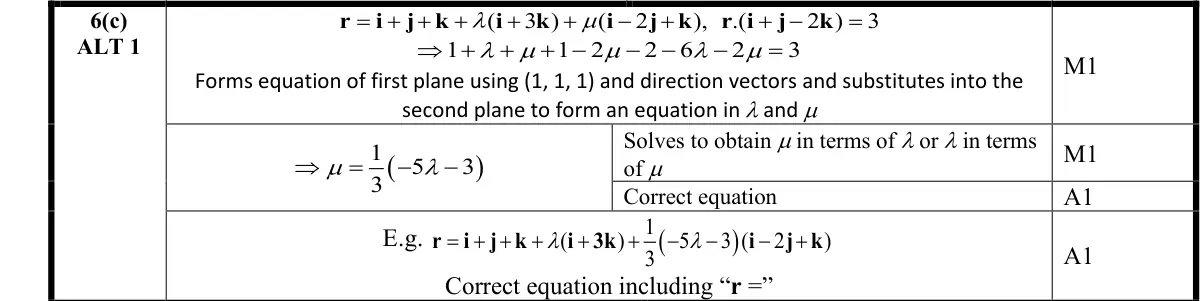 6(c)
ALT 1
r = i + j + k + λ(i + 3k) + μ(i − 2j + k), r.(i + j − 2k) = 3
⇒ 1 + λ + μ + 1 − 2μ − 2 − 6λ − 2μ = 3
Forms equation of first plane using (1, 1, 1) and direction vectors and substitutes into the
second plane to form an equation in λ and μ
M1
⇒ μ = 1/3 (−5λ − 3)
Solves to obtain μ in terms of λ or λ in terms
of μ
M1
Correct equation
A1
E.g. r = i + j + k + λ(i + 3k) + 1/3 (−5λ − 3)(i − 2j + k)
Correct equation including “r =”
A1